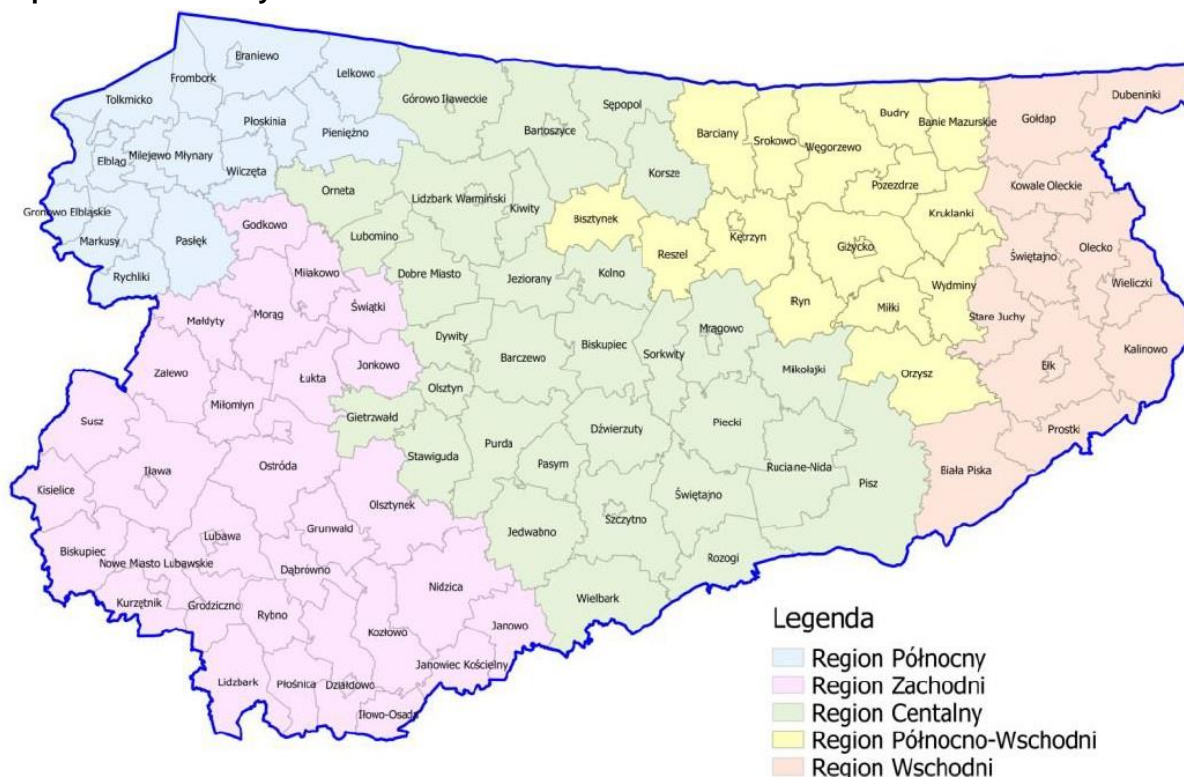 Braniewo
Lelkowo
Frombork
Tolkmicko
Płoskinia
Pieniężno
Elbląg
Milejewo
Młynary
Wilczęta
Gronowo Elbląskie
Markusy
Pasłęk
Rychliki
Górowo Iławeckie
Bartoszyce
Sępopol
Korsze
Orneta
Lidzbark Warmiński
Kiwity
Lubomino
Dobre Miasto
Jeziorany
Kolno
Barciany
Srokowo
Węgorzewo
Budry
Banie Mazurskie
Pozezdrze
Kruklanki
Bisztynek
Reszel
Kętrzyn
Giżycko
Ryn
Miłki
Wydminy
Orzysz
Gołdap
Dubeninki
Kowale Oleckie
Świętajno
Olecko
Wieliczki
Stare Juchy
Ełk
Kalinowo
Prostki
Biała Piska
Godkowo
Miłakowo
Świątki
Małdyty
Morąg
Zalewo
Łukta
Jonkowo
Miłomłyn
Dywity
Barczewo
Biskupiec
Sorkwity
Mrągowo
Mikołajki
Olsztyn
Gietrzwałd
Stawiguda
Purda
Pasym
Dźwierzuty
Piecki
Ruciane-Nida
Pisz
Susz
Iława
Ostróda
Olsztynek
Kisielice
Jedwabno
Szczytno
Świętajno
Rozogi
Wielbark
Biskupiec
Nowe Miasto Lubawskie
Lubawa
Grunwald
Dąbrówno
Nidzica
Kurzętnik
Grodziczno
Rybno
Kozłowo
Janowo
Janowiec Kościelny
Lidzbark
Płośnica
Działdowo
Iłowo-Osada
Legenda
Region Północny
Region Zachodni
Region Centalny
Region Północno-Wschodni
Region Wschodni